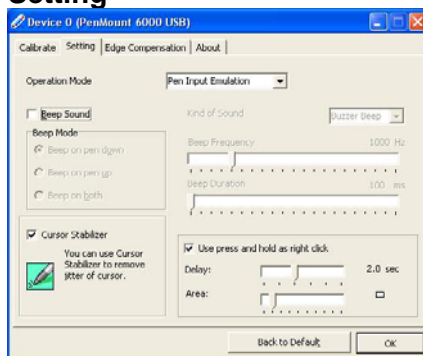 Setting
Device 0 (PenMount 6000 USB)
Calibrate Setting Edge Compensation About
Operation Mode Pen Input Emulation
Beep Sound Kind of Sound Buzzer Beep
Beep Mode
Beep on pen down
Beep on pen up
Beep on both
Beep Frequency 1000 Hz
Beep Duration 100 ms
Cursor Stabilizer
You can use Cursor
Stabilizer to remove
jitter of cursor.
Use press and hold as right click
Delay: 2.0 sec
Area:
Back to Default OK